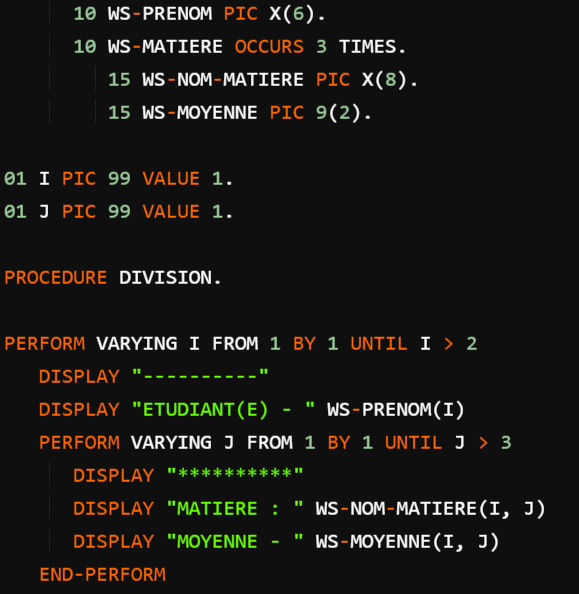 10 WS-PRENOM PIC X(6).
10 WS-MATIERE OCCURS 3 TIMES.
15 WS-NOM-MATIERE PIC X(8).
15 WS-MOYENNE PIC 9(2).
01 I PIC 99 VALUE 1.
01 J PIC 99 VALUE 1.
PROCEDURE DIVISION.
PERFORM VARYING I FROM 1 BY 1 UNTIL I > 2
DISPLAY "----------"
DISPLAY "ETUDIANT(E) - " WS-PRENOM(I)
PERFORM VARYING J FROM 1 BY 1 UNTIL J > 3
DISPLAY "**********"
DISPLAY "MATIERE : " WS-NOM-MATIERE(I, J)
DISPLAY "MOYENNE - " WS-MOYENNE(I, J)
END-PERFORM